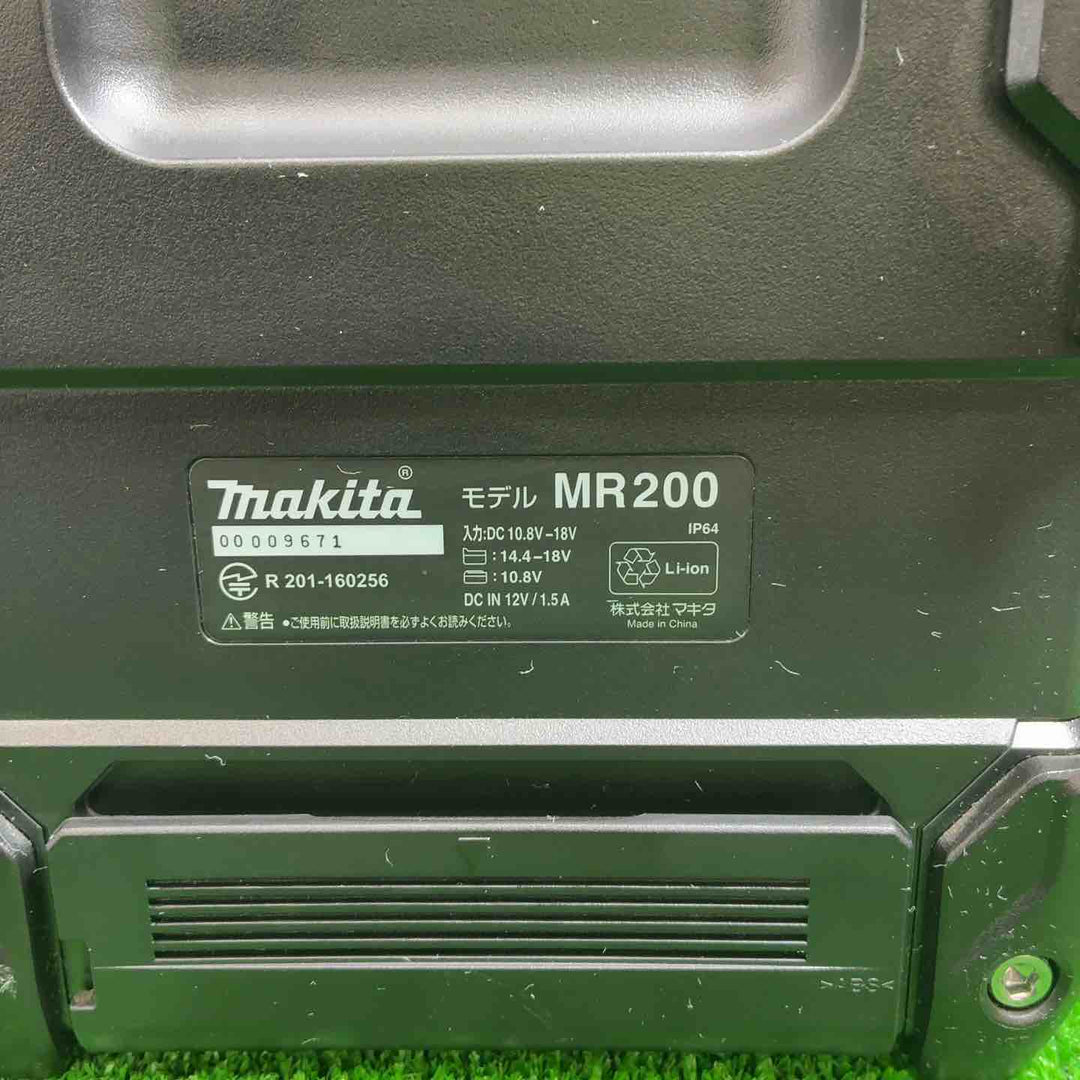 makita® モデル MR200
00009671
入力:DC 10.8V-18V
IP64
: 14.4-18V
: 10.8V
Li-ion
R 201-160256
DC IN 12V / 1.5A
株式会社 マキタ
Made in China
警告 ●ご使用前に取扱説明書を必ずよくお読みください。
>ABS<